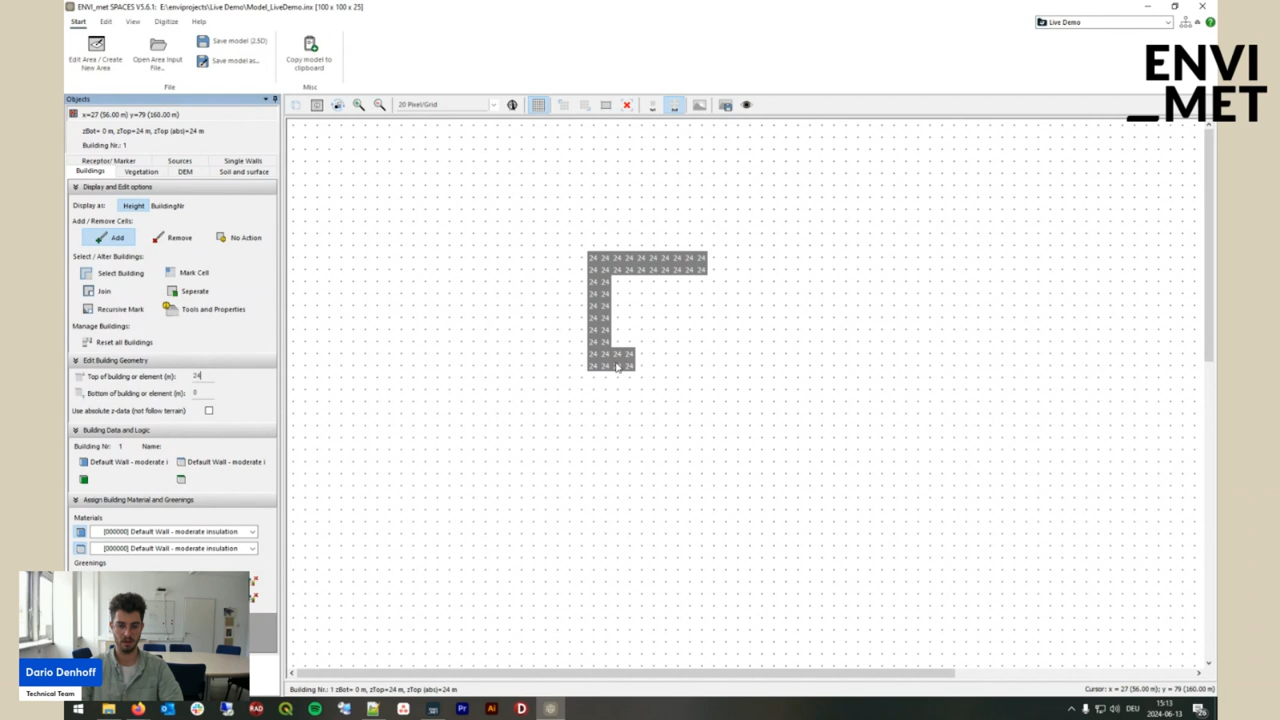 ENVI_met SPACES V5.6.1: E:\enviprojects\Live Demo\Model_LiveDemo.inx [100 x 100 x 25]
Start Edit View Digitize Help
Live Demo
Edit Area / Create New Area
Open Area Input File...
Save model (2.5D)
Save model as...
Copy model to clipboard
File Misc
ENVI
_MET
Objects
x=27 (56.00 m) y=79 (160.00 m)
zBot= 0 m, zTop=24 m, zTop (abs)=24 m
Building Nr.: 1
20 Pixel/Grid
Receptor/ Marker Sources Single Walls
Buildings Vegetation DEM Soil and surface
Display and Edit options
Display as: Height BuildingNr
Add / Remove Cells:
Add Remove No Action
Select / Alter Buildings:
Select Building Mark Cell
Join Seperate
Recursive Mark Tools and Properties
Manage Buildings:
Reset all Buildings
Edit Building Geometry
Top of building or element (m): 24
Bottom of building or element (m): 0
Use absolute z-data (not follow terrain)
Building Data and Logic
Building Nr: 1 Name:
Default Wall - moderate i Default Wall - moderate i
Assign Building Material and Greenings
Materials
[000000] Default Wall - moderate insulation
[000000] Default Wall - moderate insulation
Greenings
24 24 24 24 24 24 24 24 24 24
24 24 24 24 24 24 24 24 24 24
24 24
24 24
24 24
24 24
24 24
24 24
24 24 24 24
24 24 24
Dario Denhoff
Technical Team
Building Nr.: 1 zBot= 0 m, zTop=24 m, zTop (abs)=24 m
Cursor: x = 27 (56.00 m); y = 79 (160.00 m)
DEU
15:13
2024-06-13
26